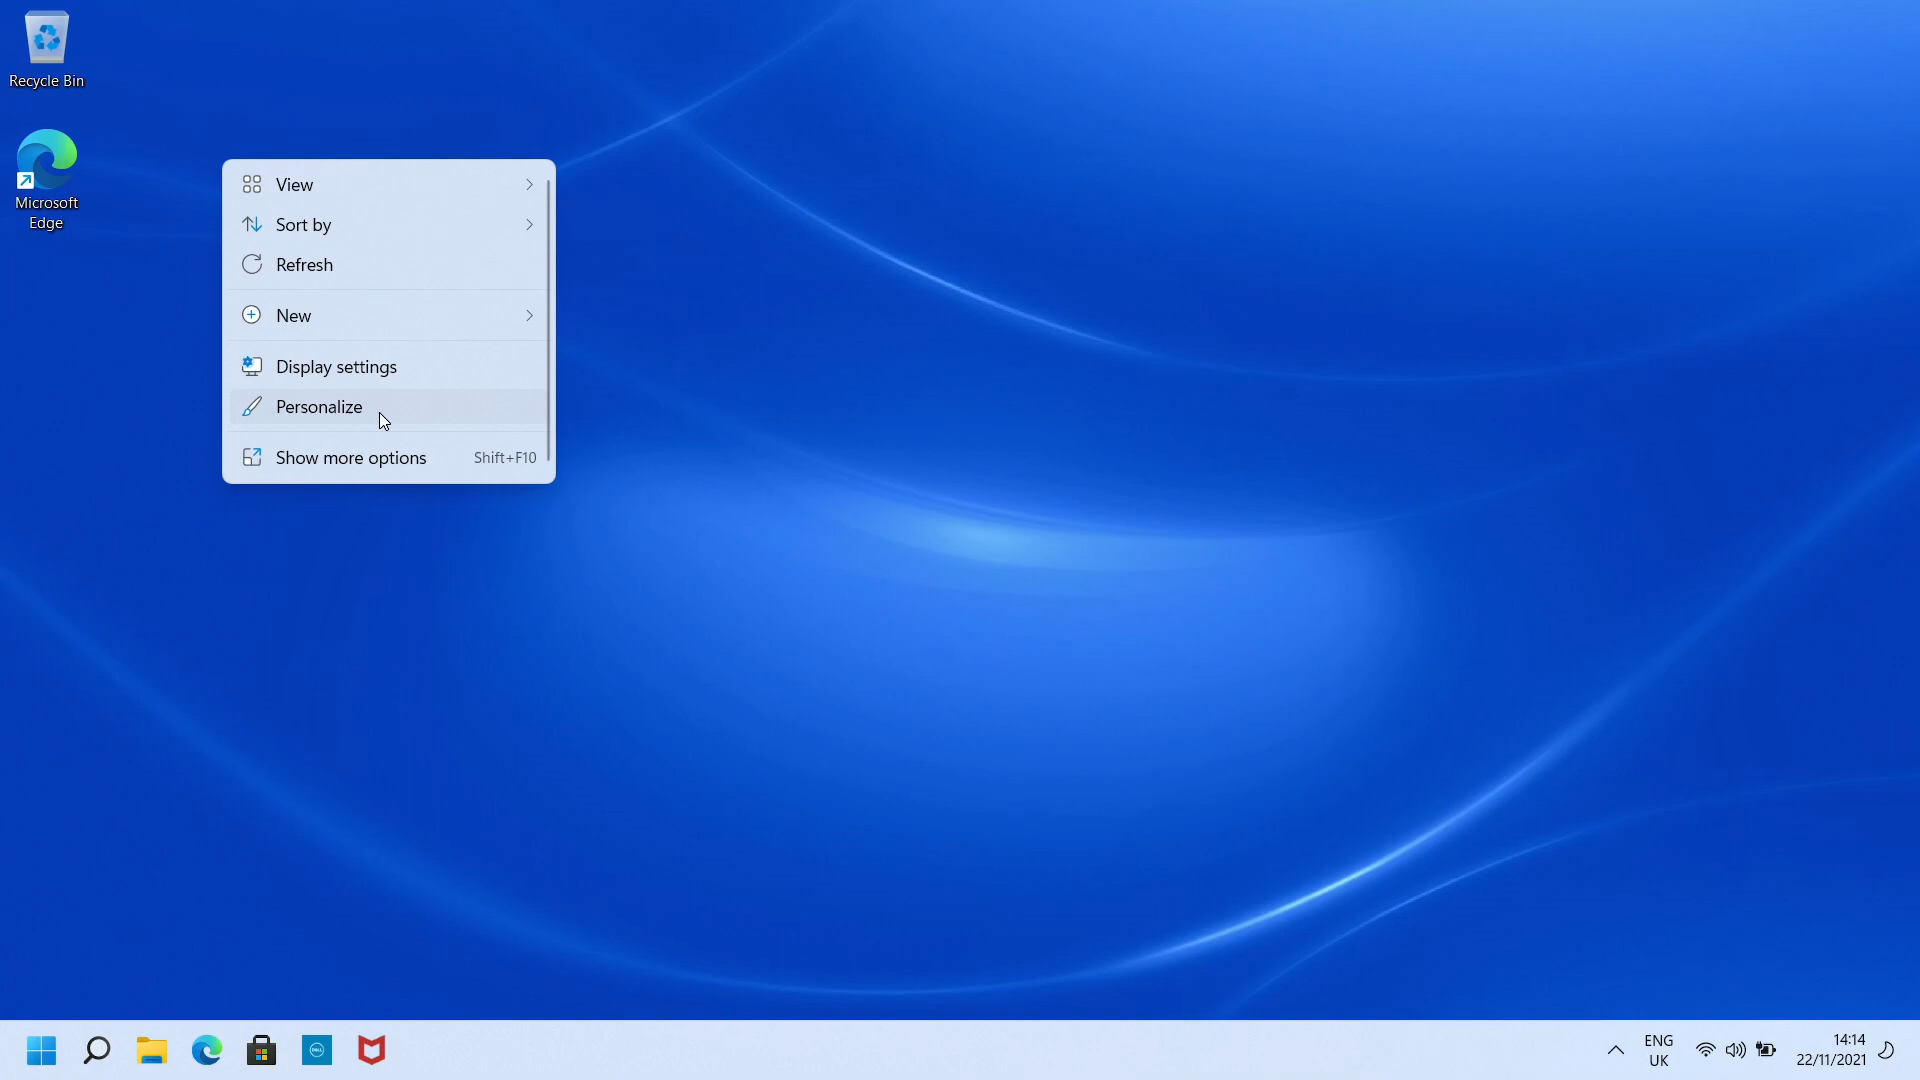 Recycle Bin
Microsoft
Edge
View
Sort by
Refresh
New
Display settings
Personalize
Show more options Shift+F10
ENG
UK
14:14
22/11/2021